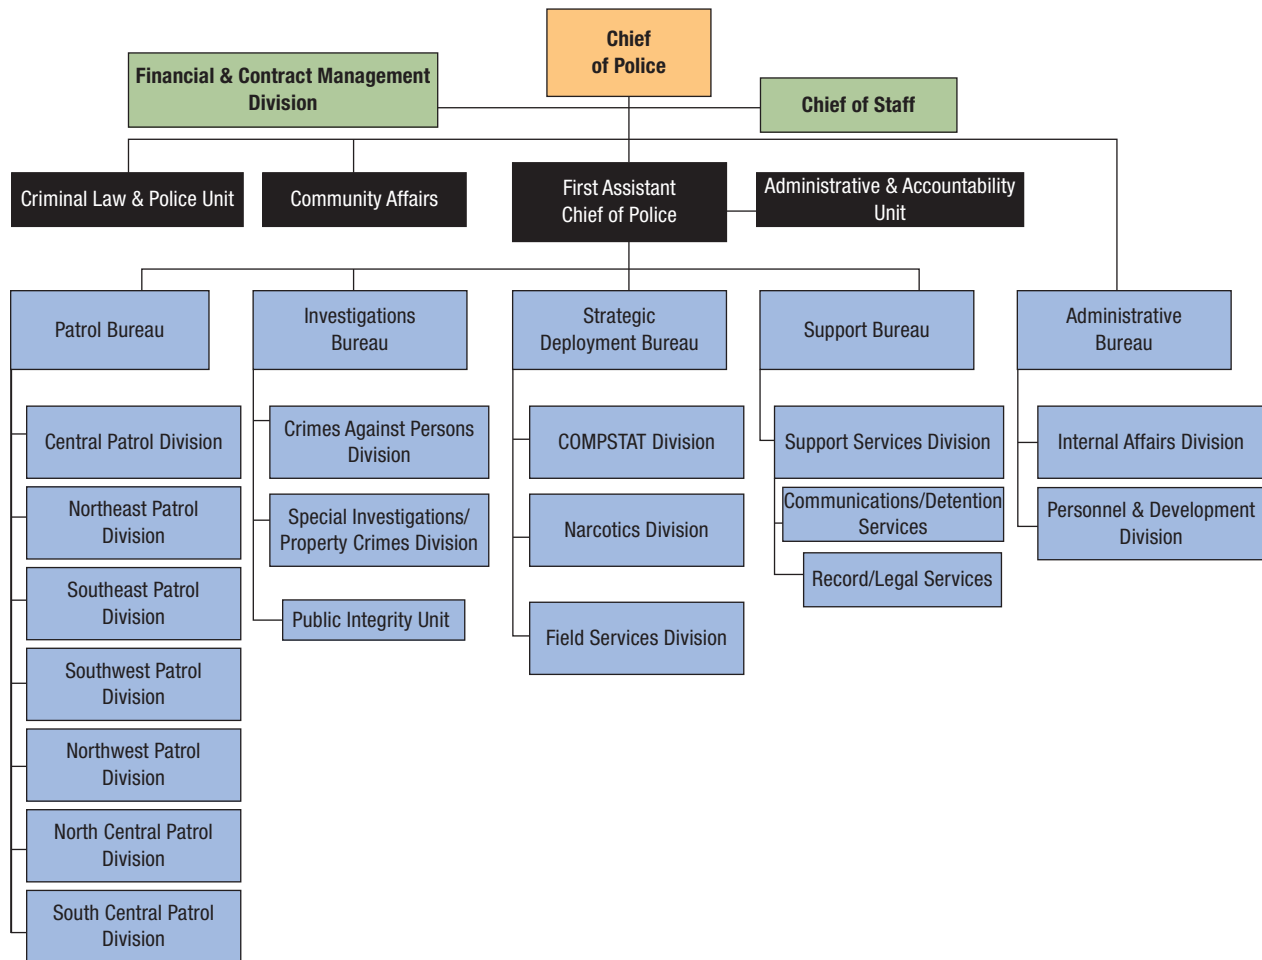 Chief
of Police
Financial & Contract Management
Division
Chief of Staff
Criminal Law & Police Unit
Community Affairs
First Assistant
Chief of Police
Administrative & Accountability
Unit
Patrol Bureau
Investigations
Bureau
Strategic
Deployment Bureau
Support Bureau
Administrative
Bureau
Central Patrol Division
Northeast Patrol
Division
Southeast Patrol
Division
Southwest Patrol
Division
Northwest Patrol
Division
North Central Patrol
Division
South Central Patrol
Division
Crimes Against Persons
Division
Special Investigations/
Property Crimes Division
Public Integrity Unit
COMPSTAT Division
Narcotics Division
Field Services Division
Support Services Division
Communications/Detention
Services
Record/Legal Services
Internal Affairs Division
Personnel & Development
Division